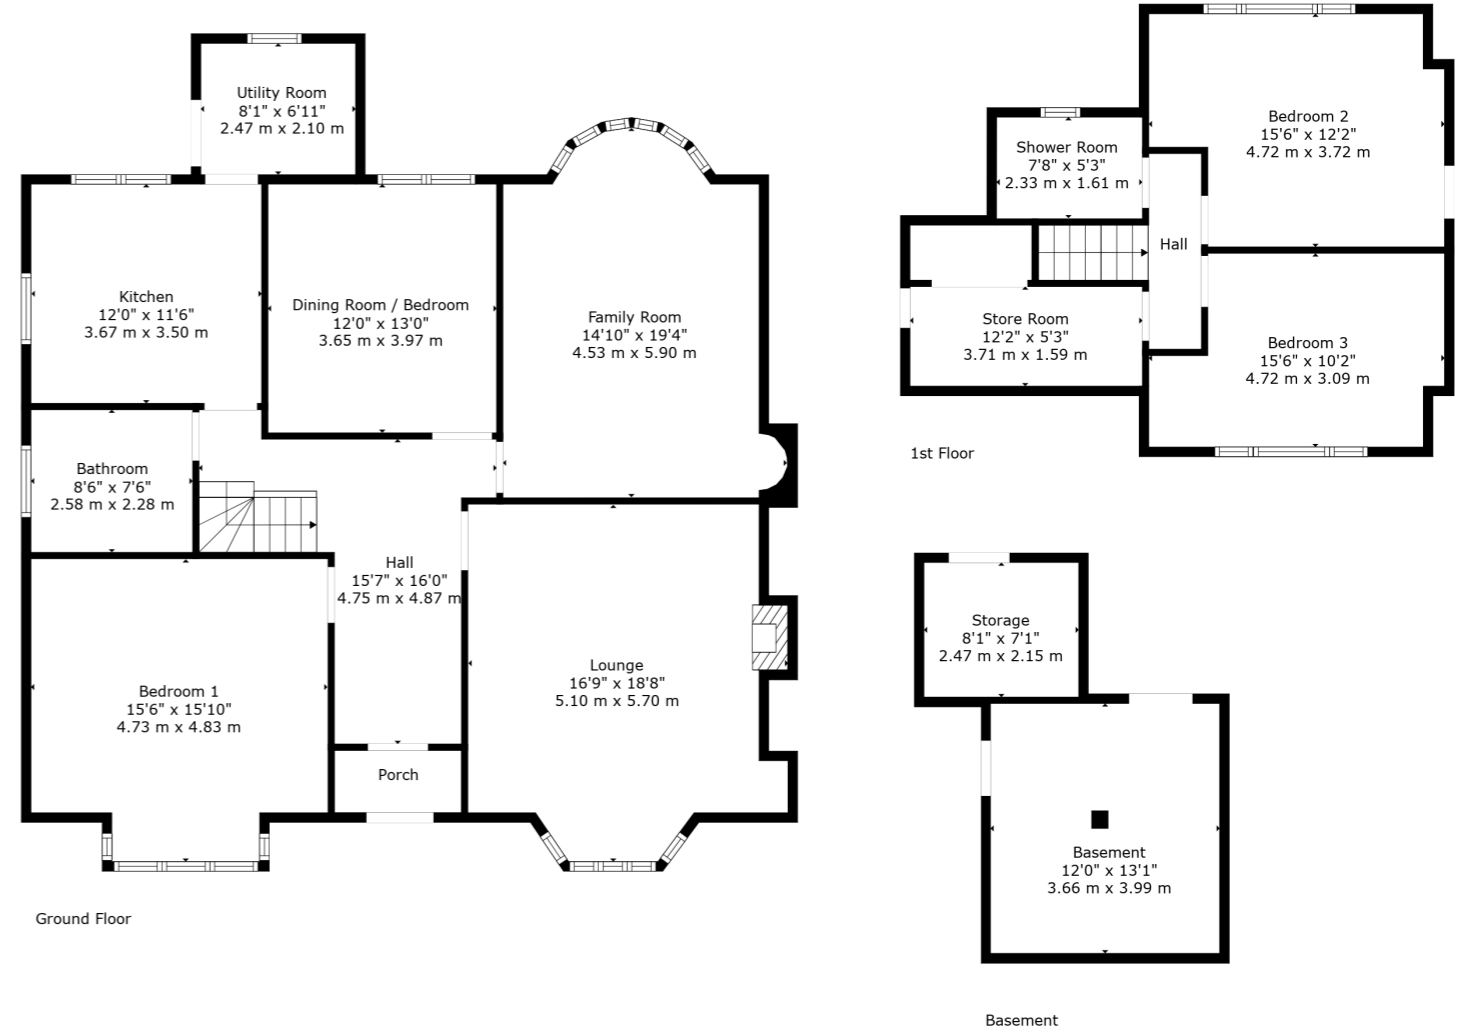 Utility Room
8'1" x 6'11"
2.47 m x 2.10 m
Kitchen
12'0" x 11'6"
3.67 m x 3.50 m
Dining Room / Bedroom
12'0" x 13'0"
3.65 m x 3.97 m
Family Room
14'10" x 19'4"
4.53 m x 5.90 m
Bathroom
8'6" x 7'6"
2.58 m x 2.28 m
Hall
15'7" x 16'0"
4.75 m x 4.87 m
Bedroom 1
15'6" x 15'10"
4.73 m x 4.83 m
Lounge
16'9" x 18'8"
5.10 m x 5.70 m
Porch
Ground Floor
Bedroom 2
15'6" x 12'2"
4.72 m x 3.72 m
Shower Room
7'8" x 5'3"
2.33 m x 1.61 m
Hall
Store Room
12'2" x 5'3"
3.71 m x 1.59 m
Bedroom 3
15'6" x 10'2"
4.72 m x 3.09 m
1st Floor
Storage
8'1" x 7'1"
2.47 m x 2.15 m
Basement
12'0" x 13'1"
3.66 m x 3.99 m
Basement